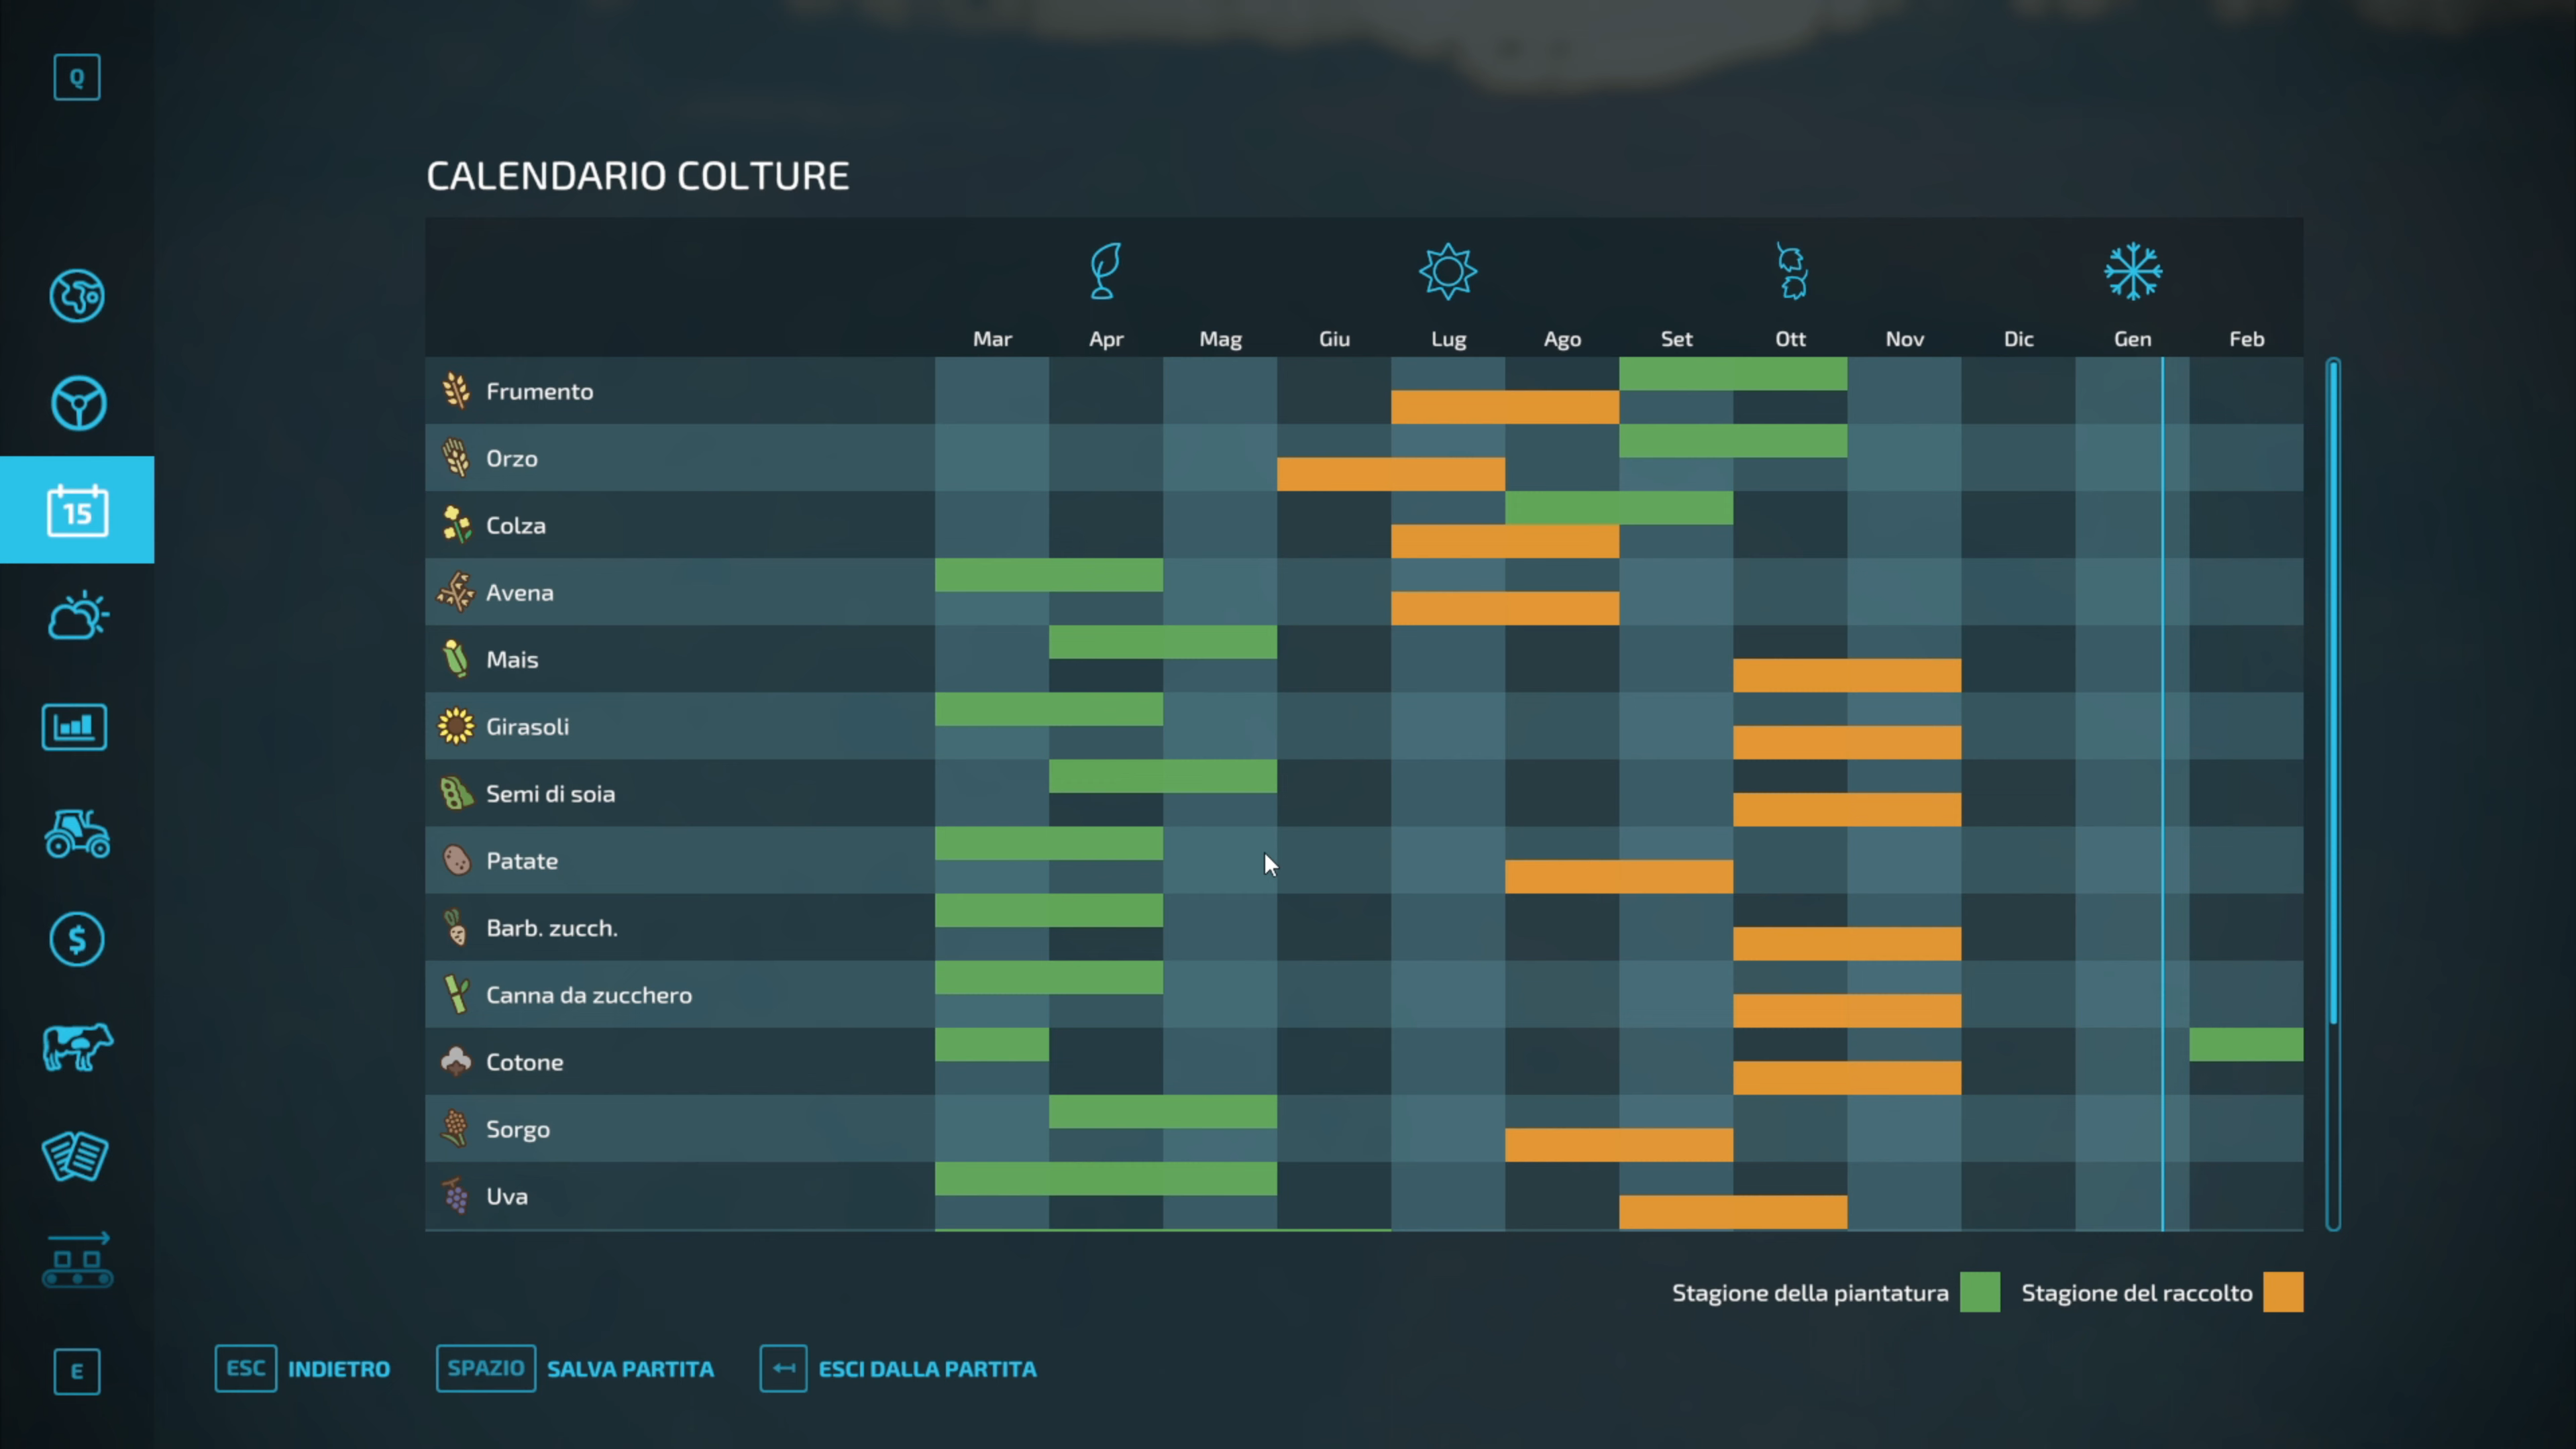 Q
CALENDARIO COLTURE
Mar Apr Mag Giu Lug Ago Set Ott Nov Dic Gen Feb
Frumento
Orzo
Colza
15
Avena
Mais
Girasoli
Semi di soia
Patate
Barb. zucch.
$
Canna da zucchero
Cotone
Sorgo
Uva
Stagione della piantatura Stagione del raccolto
E
ESC INDIETRO SPAZIO SALVA PARTITA ESCI DALLA PARTITA